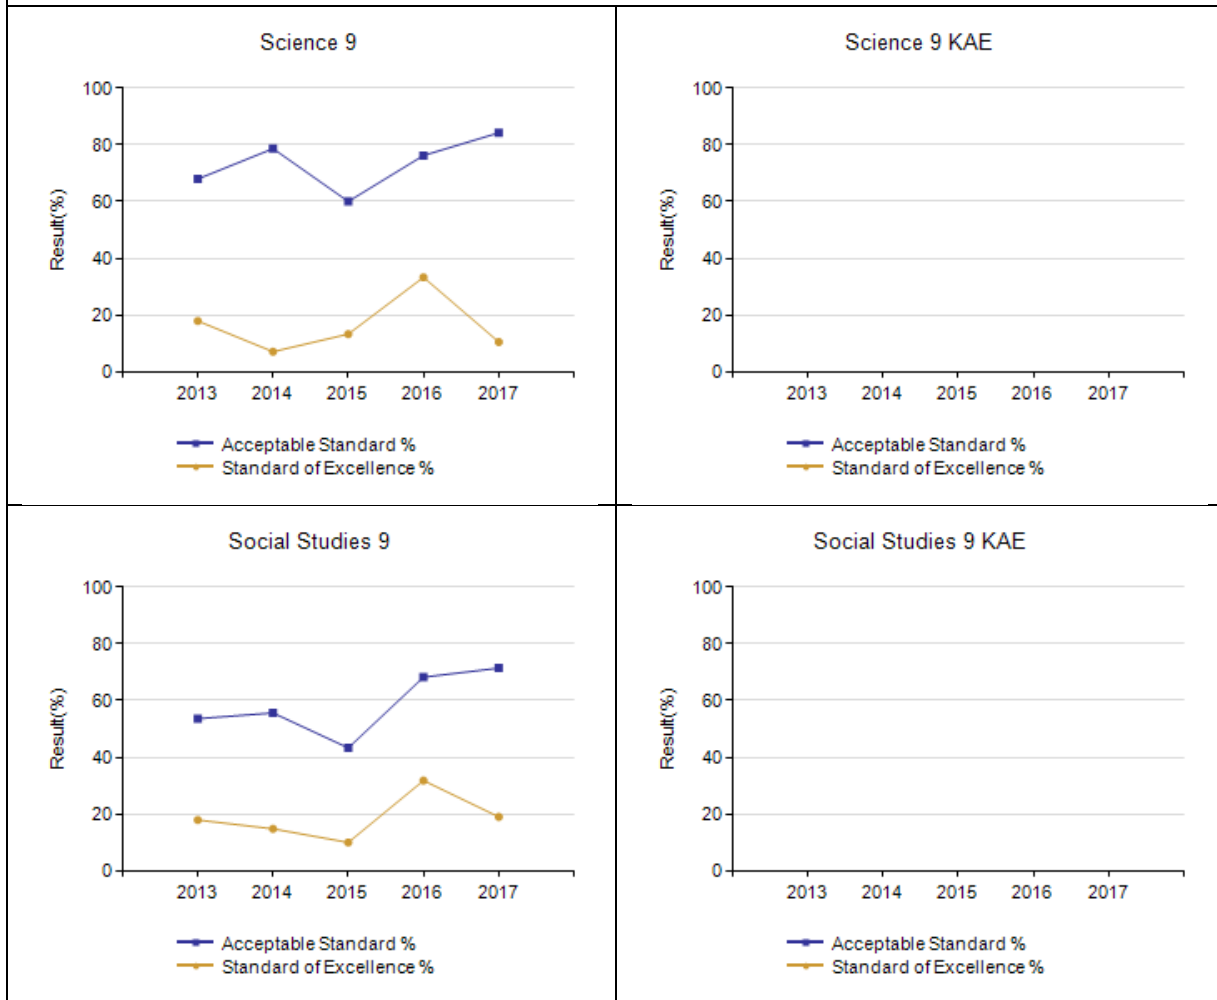 Science 9
100
80
60
40
20
0
Result(%)
2013 2014 2015 2016 2017
Acceptable Standard %
Standard of Excellence %
Science 9 KAE
100
80
60
40
20
0
Result(%)
2013 2014 2015 2016 2017
Acceptable Standard %
Standard of Excellence %
Social Studies 9
100
80
60
40
20
0
Result(%)
2013 2014 2015 2016 2017
Acceptable Standard %
Standard of Excellence %
Social Studies 9 KAE
100
80
60
40
20
0
Result(%)
2013 2014 2015 2016 2017
Acceptable Standard %
Standard of Excellence %